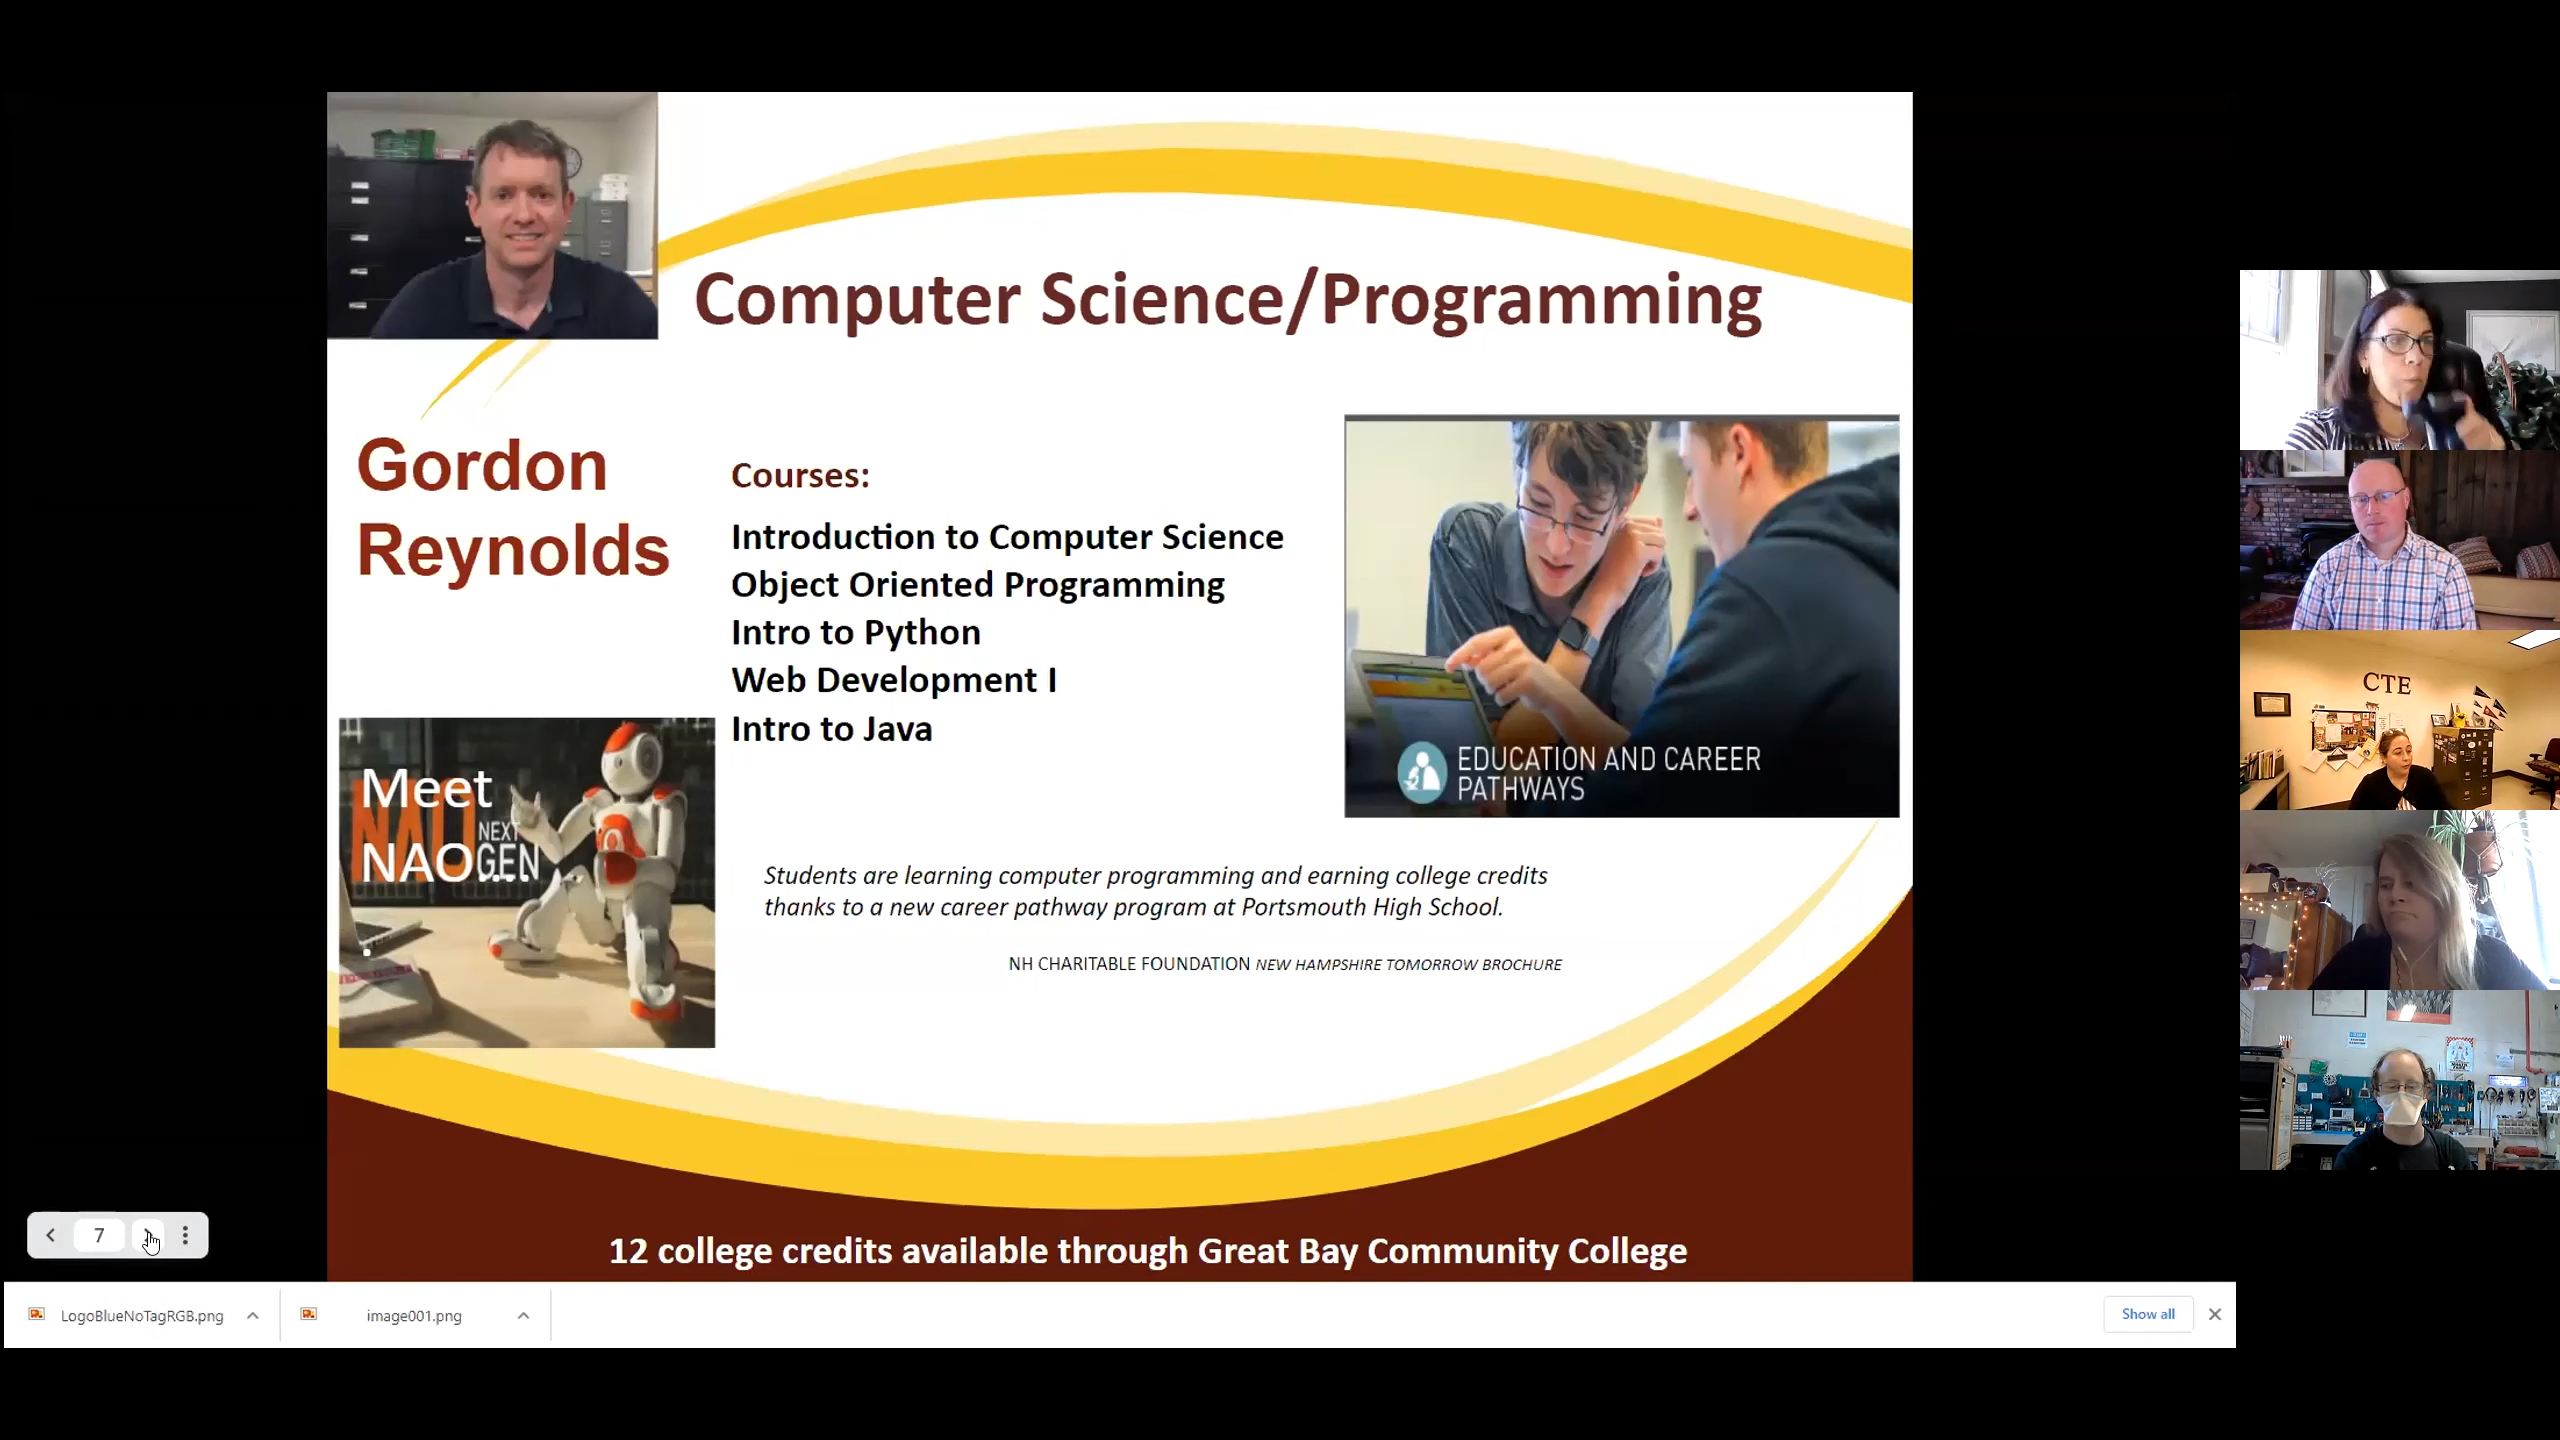 Computer Science/Programming
Gordon
Reynolds
Courses:
Introduction to Computer Science
Object Oriented Programming
Intro to Python
Web Development I
Intro to Java
EDUCATION AND CAREER
PATHWAYS
Meet
NAO NEXT
NAO... GEN
Students are learning computer programming and earning college credits
thanks to a new career pathway program at Portsmouth High School.
NH CHARITABLE FOUNDATION NEW HAMPSHIRE TOMORROW BROCHURE
12 college credits available through Great Bay Community College
7
LogoBlueNoTagRGB.png
image001.png
Show all
CTE